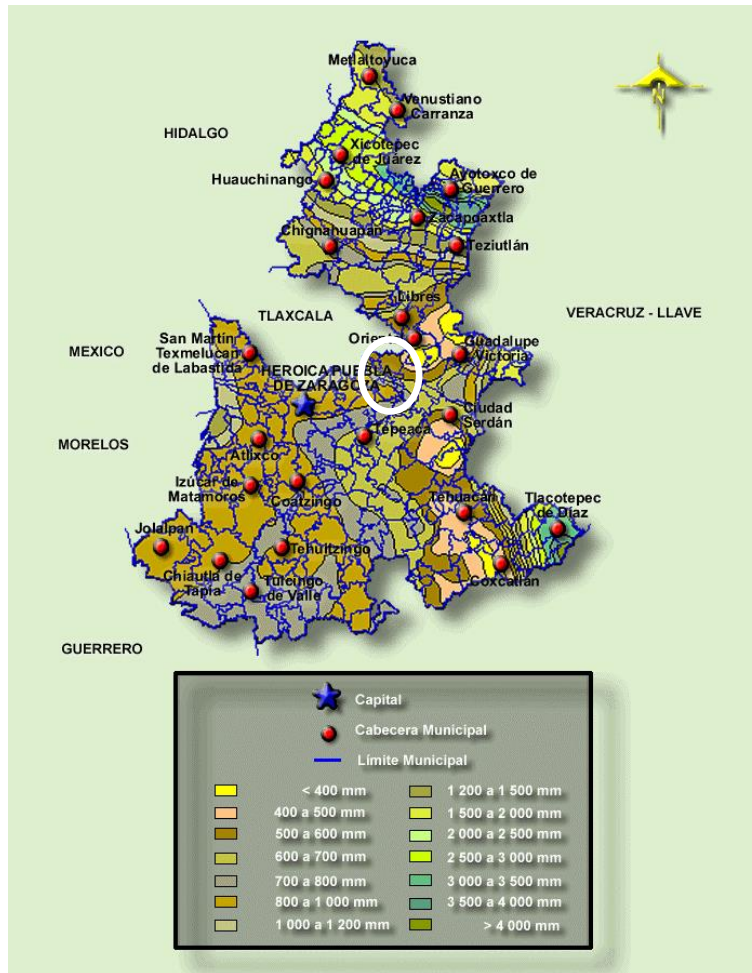 Metlaltoyuca
Venustiano
Carranza
HIDALGO
Xicotepec
de Juárez
Huauchinango
Ayotoxco de
Guerrero
Zacapoaxtla
Chignahuapan
Teziutlán
Libres
TLAXCALA
VERACRUZ - LLAVE
Oriental
San Martín
Texmelucan
de Labastida
MEXICO
Guadalupe
Victoria
HEROICA PUEBLA
DE ZARAGOZA
Ciudad
Serdán
MORELOS
Tepeaca
Atlixco
Izúcar de
Matamoros
Coatzingo
Tehuacán
Tlacotepec
de Díaz
Jolalpan
Tehuitzingo
Chiautla de
Tapia
Tulcingo
de Valle
Coxcatlán
GUERRERO
N
Capital
Cabecera Municipal
Límite Municipal
< 400 mm
400 a 500 mm
500 a 600 mm
600 a 700 mm
700 a 800 mm
800 a 1 000 mm
1 000 a 1 200 mm
1 200 a 1 500 mm
1 500 a 2 000 mm
2 000 a 2 500 mm
2 500 a 3 000 mm
3 000 a 3 500 mm
3 500 a 4 000 mm
> 4 000 mm